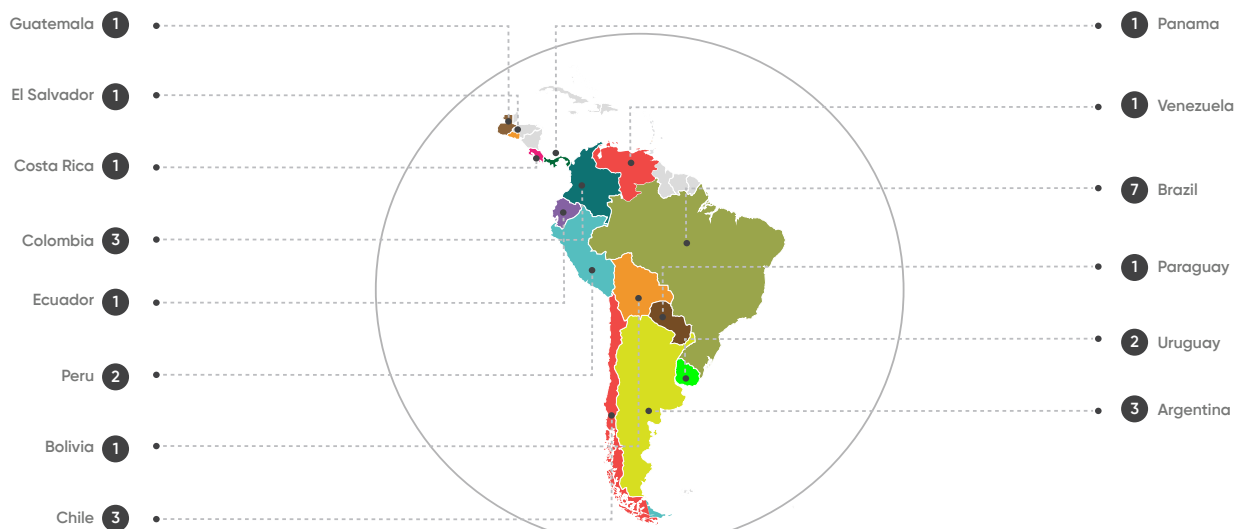 Guatemala 1
El Salvador 1
Costa Rica 1
Colombia 3
Ecuador 1
Peru 2
Bolivia 1
Chile 3
1 Panama
1 Venezuela
7 Brazil
1 Paraguay
2 Uruguay
3 Argentina